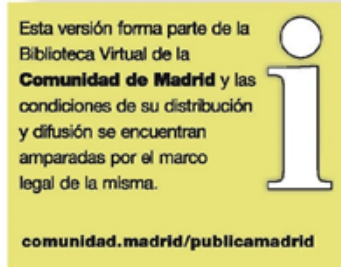 Esta versión forma parte de la
Biblioteca Virtual de la
Comunidad de Madrid y las
condiciones de su distribución
y difusión se encuentran
amparadas por el marco
legal de la misma.
i
comunidad.madrid/publicamadrid